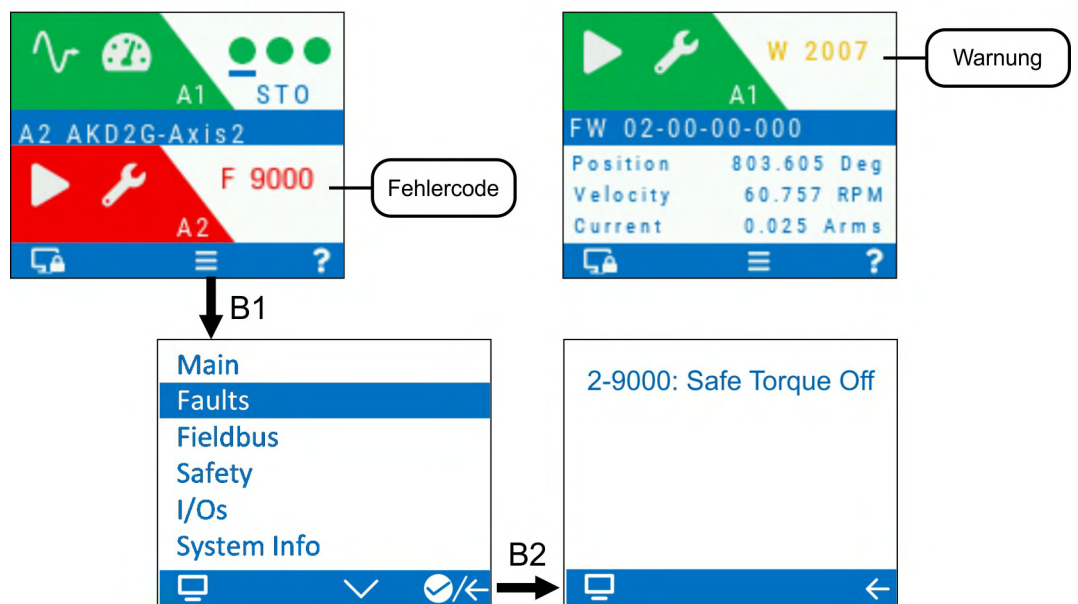 A1
STO
A2 AKD2G-Axis2
F 9000
A2
?
Fehlercode
W 2007
A1
FW 02-00-00-000
Position 803.605 Deg
Velocity 60.757 RPM
Current 0.025 Arms
?
Warnung
B1
Main
Faults
Fieldbus
Safety
I/Os
System Info
/
B2
2-9000: Safe Torque Off